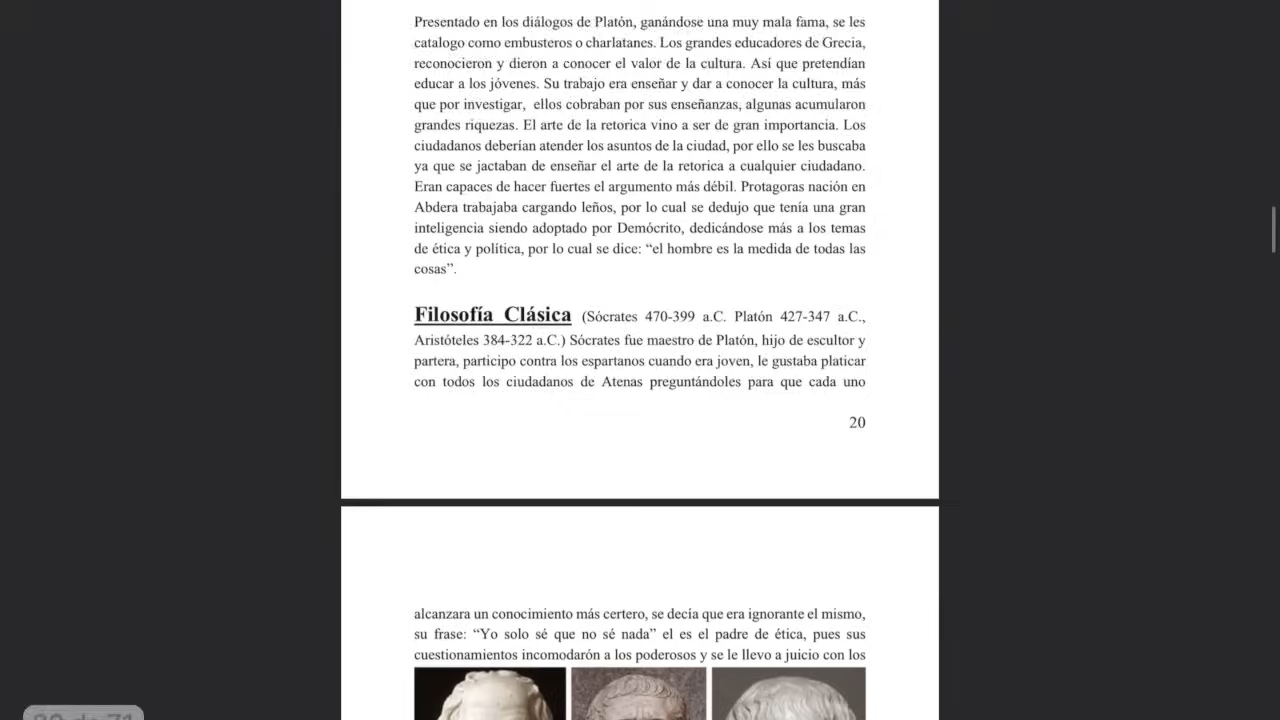 Presentado en los diálogos de Platón, ganándose una muy mala fama, se les
catalogo como embusteros o charlatanes. Los grandes educadores de Grecia,
reconocieron y dieron a conocer el valor de la cultura. Así que pretendían
educar a los jóvenes. Su trabajo era enseñar y dar a conocer la cultura, más
que por investigar, ellos cobraban por sus enseñanzas, algunas acumularon
grandes riquezas. El arte de la retorica vino a ser de gran importancia. Los
ciudadanos deberían atender los asuntos de la ciudad, por ello se les buscaba
ya que se jactaban de enseñar el arte de la retorica a cualquier ciudadano.
Eran capaces de hacer fuertes el argumento más débil. Protagoras nación en
Abdera trabajaba cargando leños, por lo cual se dedujo que tenía una gran
inteligencia siendo adoptado por Demócrito, dedicándose más a los temas
de ética y política, por lo cual se dice: “el hombre es la medida de todas las
cosas”.
Filosofía Clásica (Sócrates 470-399 a.C. Platón 427-347 a.C.,
Aristóteles 384-322 a.C.) Sócrates fue maestro de Platón, hijo de escultor y
partera, participo contra los espartanos cuando era joven, le gustaba platicar
con todos los ciudadanos de Atenas preguntándoles para que cada uno
20
alcanzara un conocimiento más certero, se decía que era ignorante el mismo,
su frase: “Yo solo sé que no sé nada” el es el padre de ética, pues sus
cuestionamientos incomodarón a los poderosos y se le llevo a juicio con los